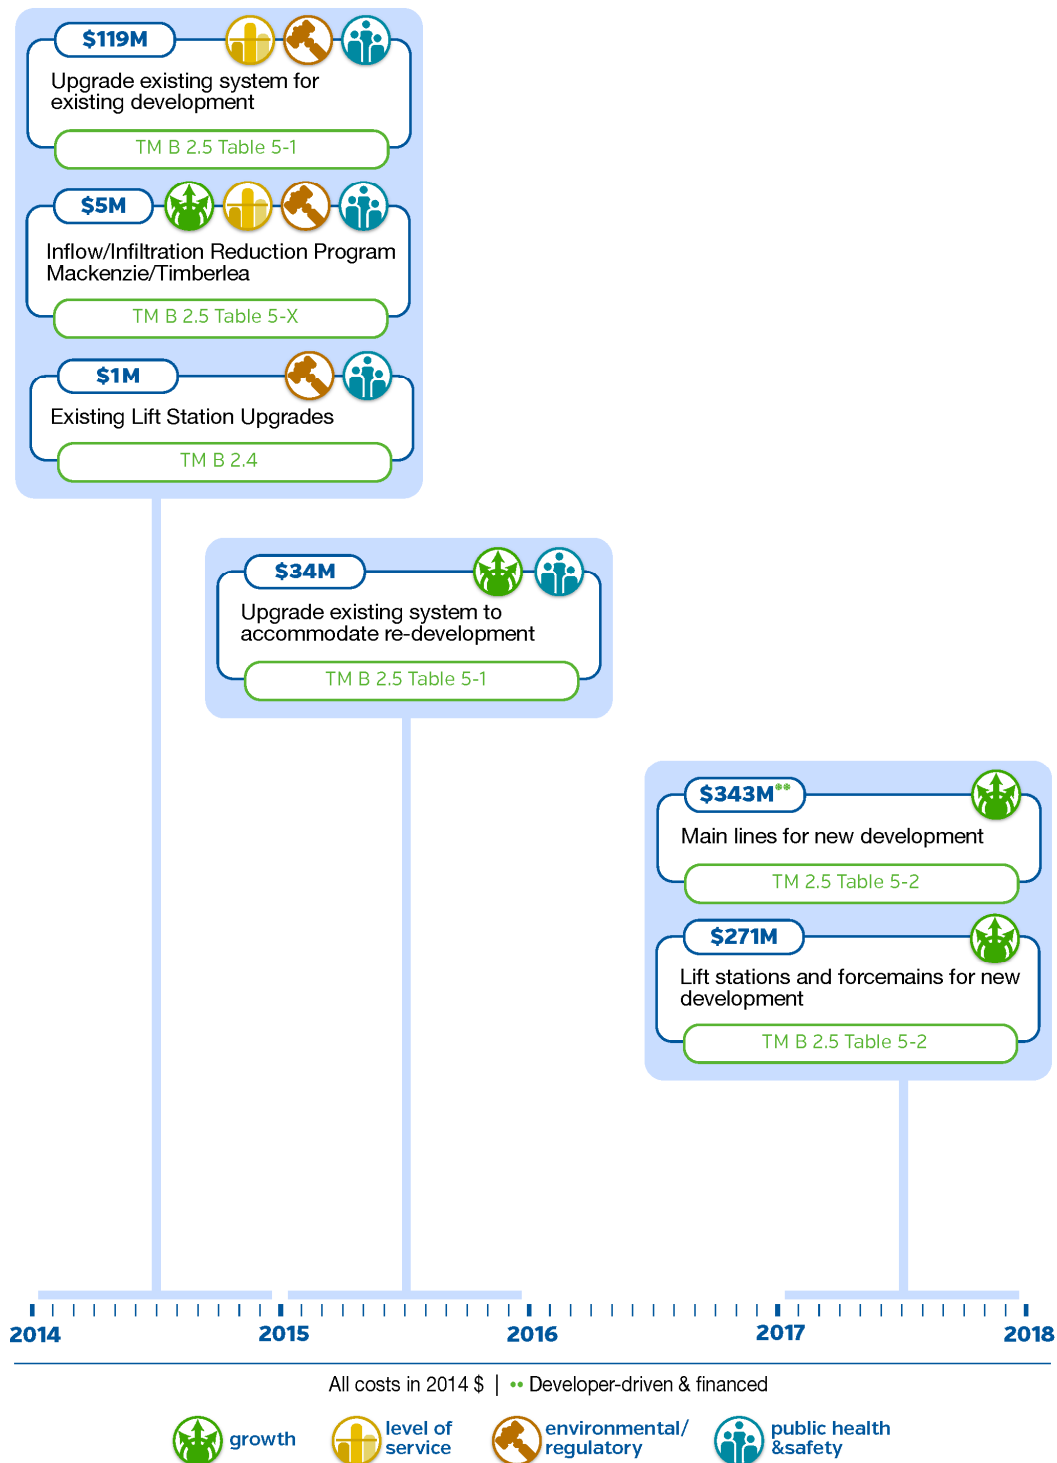 $119M
Upgrade existing system for
existing development
TM B 2.5 Table 5-1
$5M
Inflow/Infiltration Reduction Program
Mackenzie/Timberlea
TM B 2.5 Table 5-X
$1M
Existing Lift Station Upgrades
TM B 2.4
$34M
Upgrade existing system to
accommodate re-development
TM B 2.5 Table 5-1
$343M**
Main lines for new development
TM 2.5 Table 5-2
$271M
Lift stations and forcemains for new
development
TM B 2.5 Table 5-2
2014 2015 2016 2017 2018
All costs in 2014 $ | •• Developer-driven & financed
growth
level of
service
environmental/
regulatory
public health
&safety